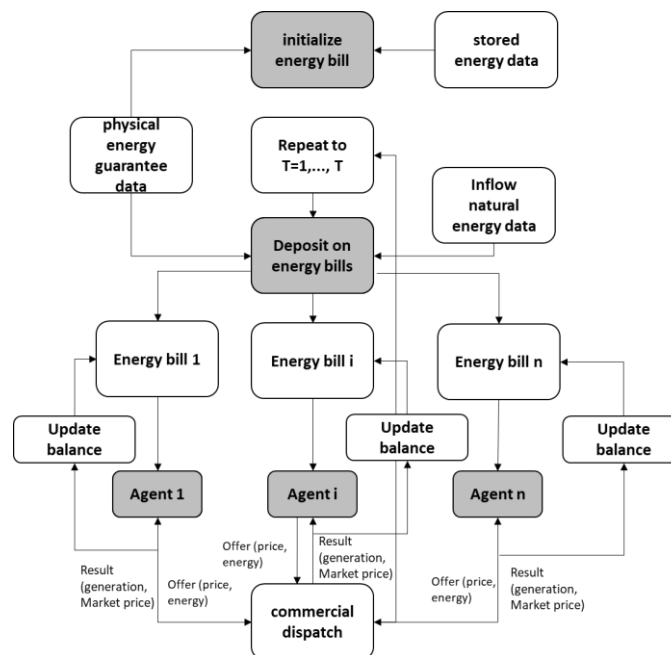 initialize
energy bill
stored
energy data
physical
energy
guarantee
data
Repeat to
T=1,..., T
Inflow
natural
energy data
Deposit on
energy bills
Energy bill 1
Energy bill i
Energy bill n
Update
balance
Update
balance
Update
balance
Agent 1
Agent i
Agent n
Result
(generation,
Market price)
Offer (price,
energy)
Offer (price,
energy)
Result
(generation,
Market price)
Offer (price,
energy)
Result
(generation,
Market price)
commercial
dispatch